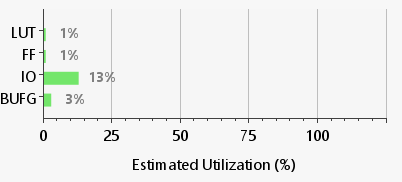 LUT 1%
FF 1%
IO 13%
BUFG 3%
0 25 50 75 100
Estimated Utilization (%)